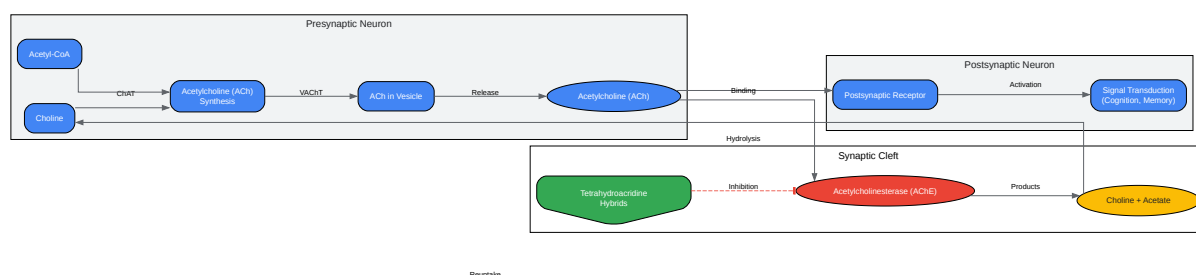 Presynaptic Neuron
Acetyl-CoA
ChAT
Choline
Acetylcholine (ACh)
Synthesis
VAChT
ACh in Vesicle
Release
Acetylcholine (ACh)
Binding
Postsynaptic Neuron
Postsynaptic Receptor
Activation
Signal Transduction
(Cognition, Memory)
Hydrolysis
Synaptic Cleft
Tetrahydroacridine
Hybrids
Inhibition
Acetylcholinesterase (AChE)
Products
Choline + Acetate
Reuptake